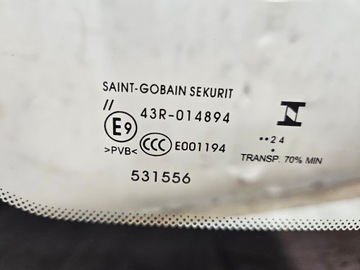 SAINT-GOBAIN SEKURIT
//
43R-014894
E9
>PVB< CCC E001194
531556
••24
•
TRANSP. 70% MIN